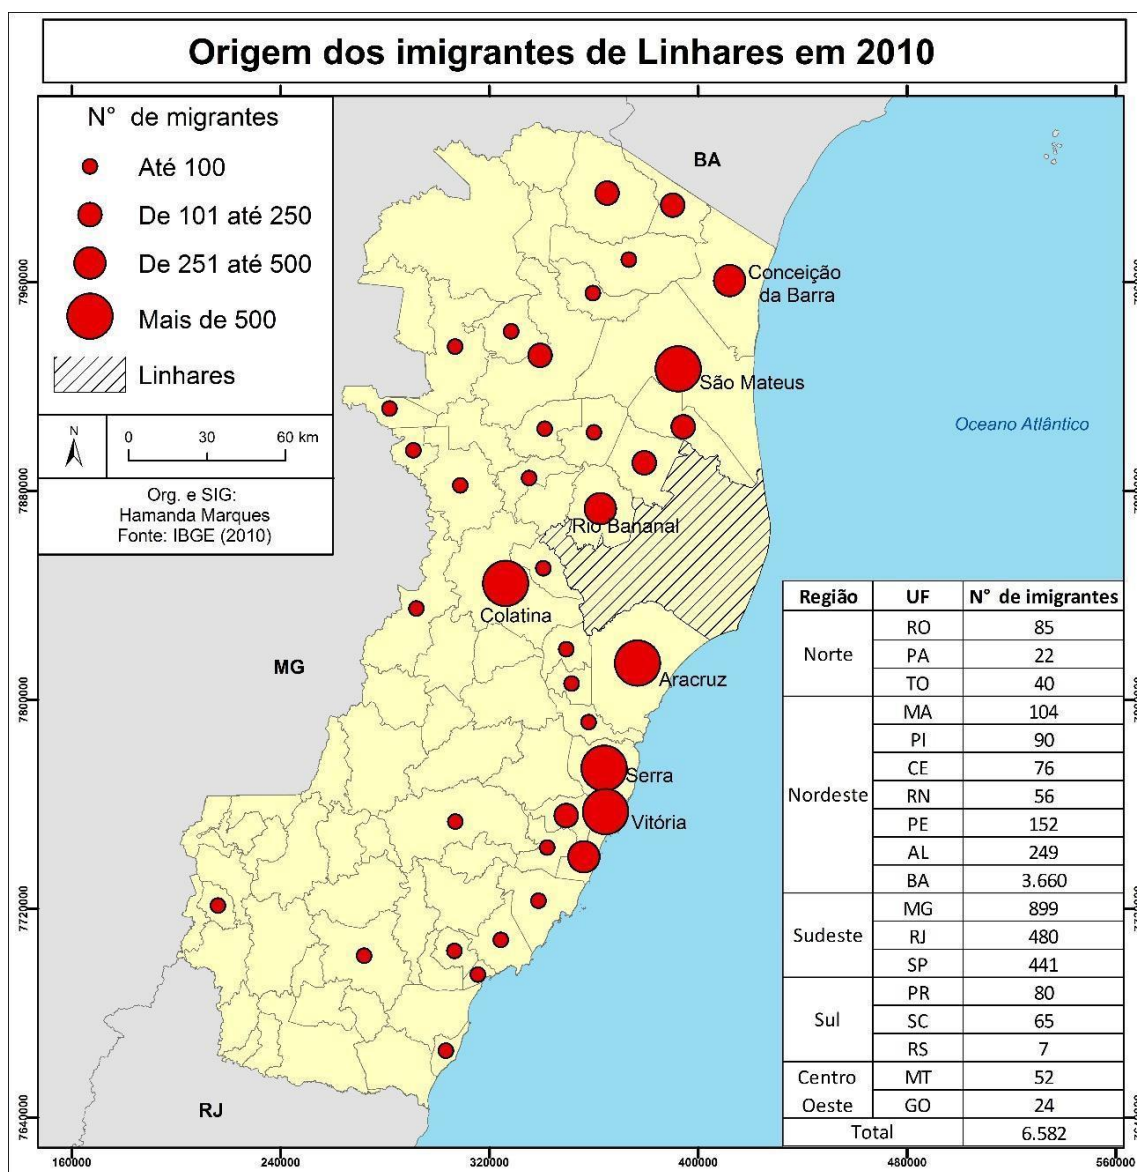 Origem dos imigrantes de Linhares em 2010
N° de migrantes
Até 100
De 101 até 250
De 251 até 500
Mais de 500
Linhares
N
0 30 60 km
Org. e SIG:
Hamanda Marques
Fonte: IBGE (2010)
BA
Conceição
da Barra
São Mateus
Oceano Atlântico
Rio Bananal
Colatina
MG
Aracruz
Serra
Vitória
RJ
Região UF N° de imigrantes
Norte
RO 85
PA 22
TO 40
Nordeste
MA 104
PI 90
CE 76
RN 56
PE 152
AL 249
BA 3.660
Sudeste
MG 899
RJ 480
SP 441
Sul
PR 80
SC 65
RS 7
Centro
Oeste
MT 52
GO 24
Total 6.582
7960000
7880000
7800000
7720000
7640000
160000 240000 320000 400000 480000 560000